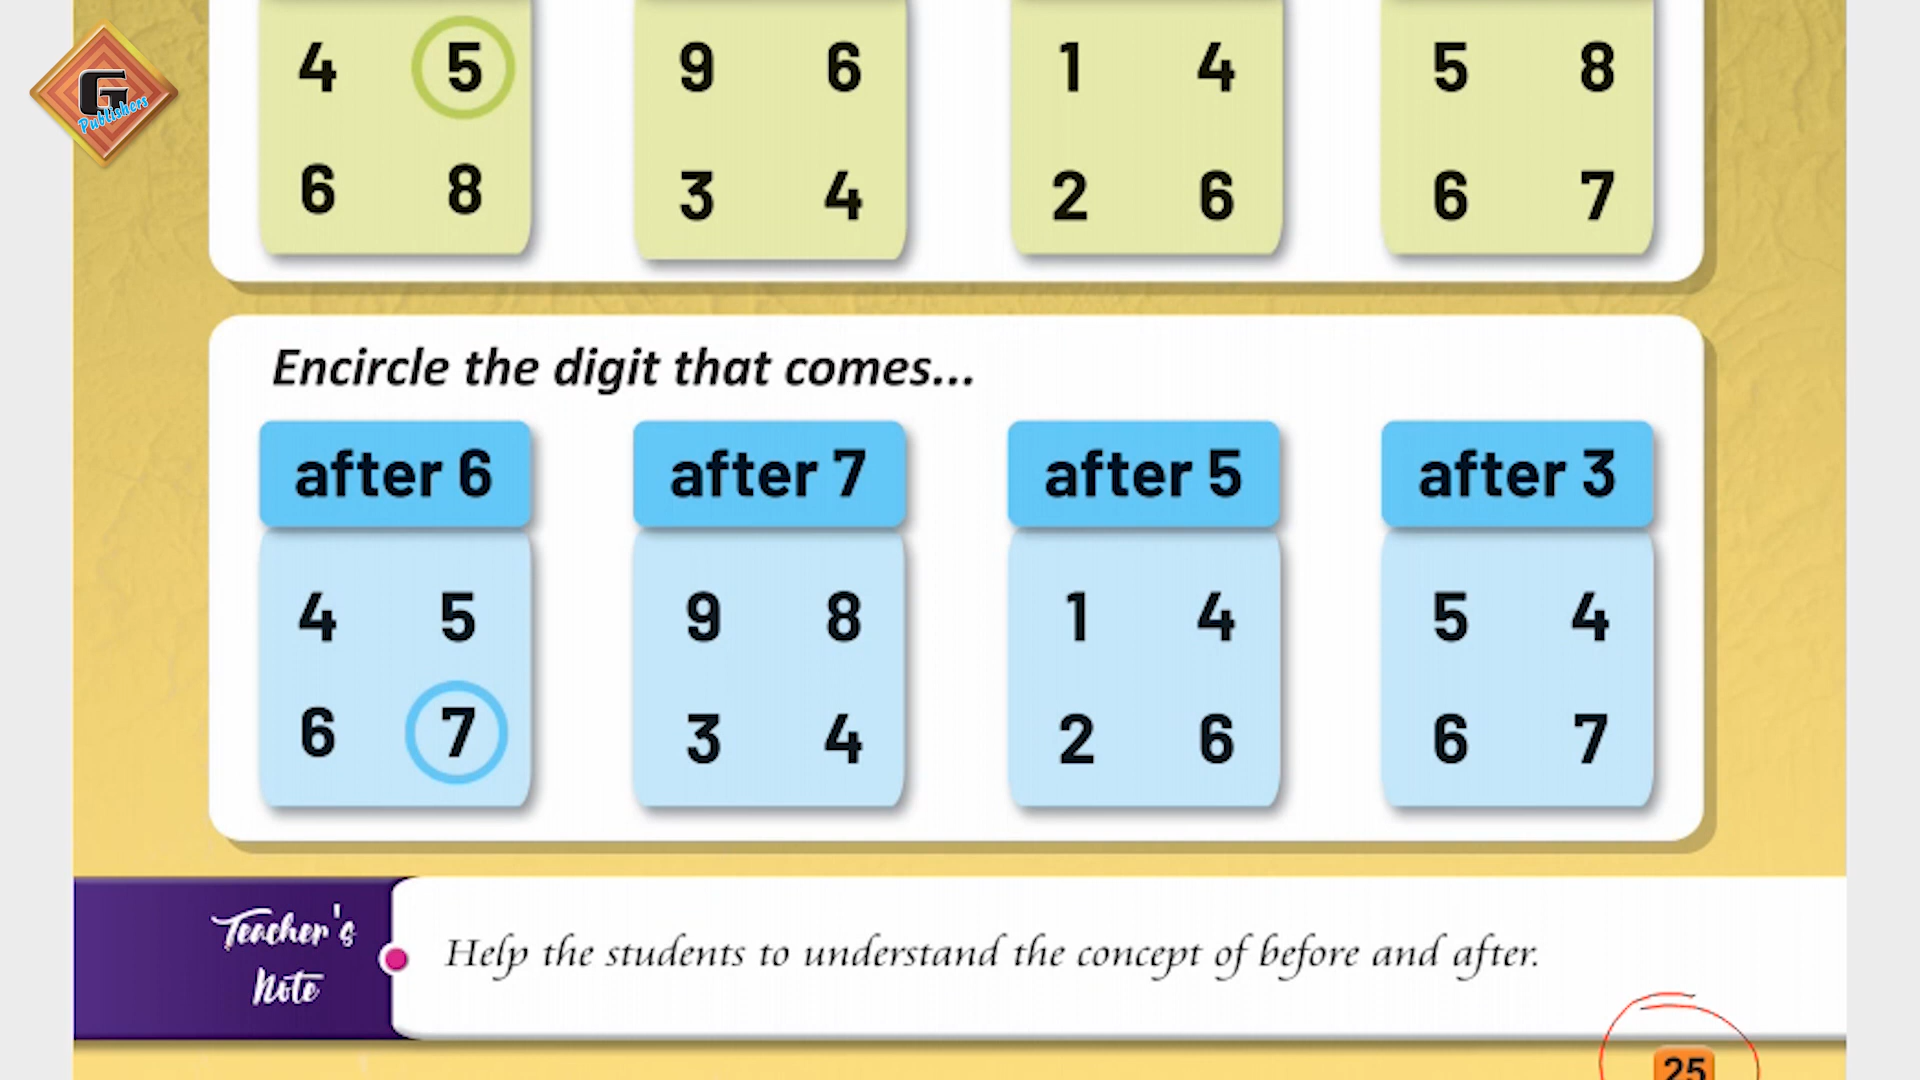 G
Publishers
4 5 9 6 1 4 5 8
6 8 3 4 2 6 6 7
Encircle the digit that comes...
after 6 after 7 after 5 after 3
4 5 9 8 1 4 5 4
6 7 3 4 2 6 6 7
Teacher's
Note
Help the students to understand the concept of before and after.
25